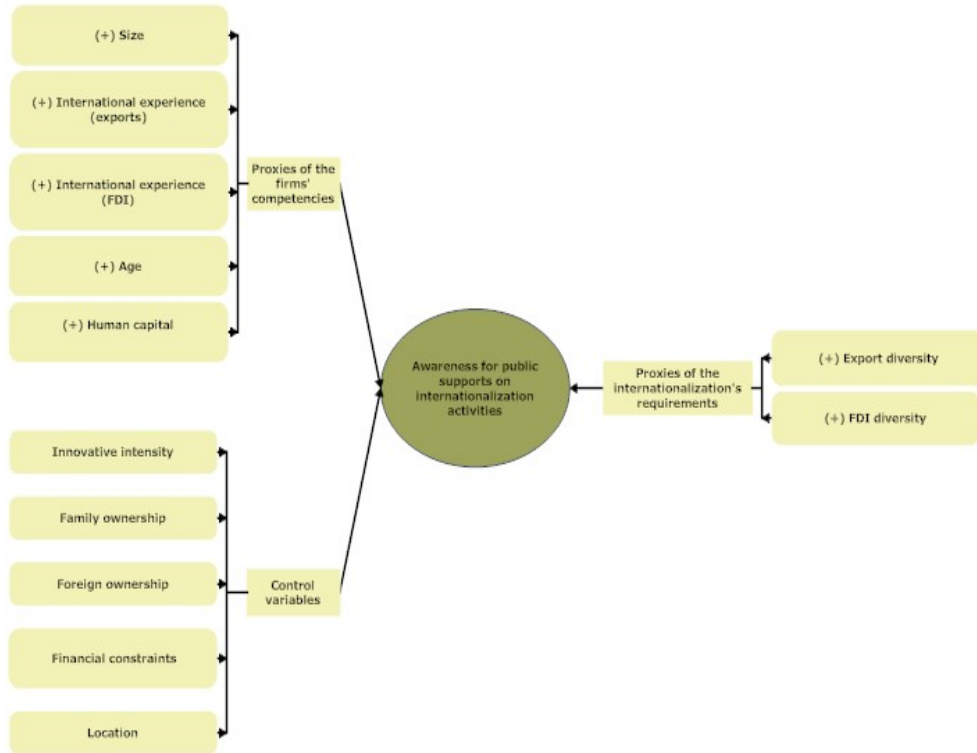 (+) Size
(+) International experience
(exports)
(+) International experience
(FDI)
(+) Age
(+) Human capital
Proxies of the
firms'
competencies
Innovative intensity
Family ownership
Foreign ownership
Financial constraints
Location
Control
variables
Awareness for public
supports on
internationalization
activities
Proxies of the
internationalization's
requirements
(+) Export diversity
(+) FDI diversity